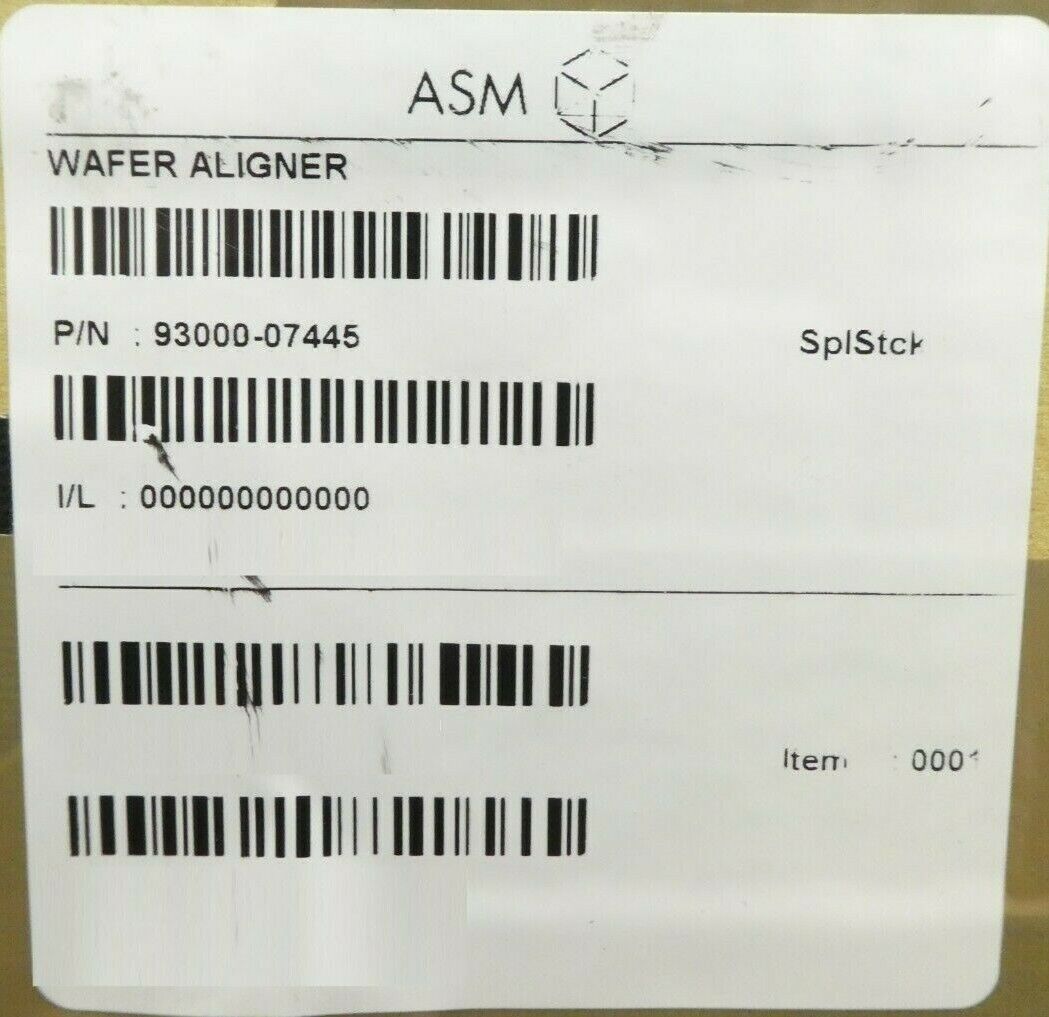 ASM
WAFER ALIGNER
P/N : 93000-07445
SplStck
I/L : 000000000000
Item : 0001